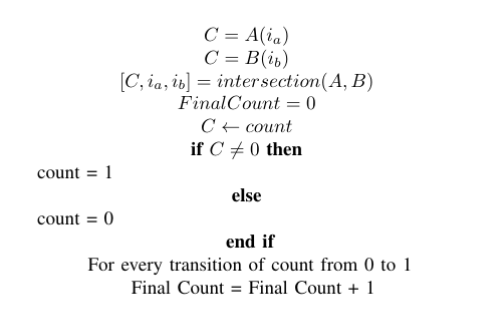 C = A(i_a)
C = B(i_b)
[C, i_a, i_b] = intersection(A, B)
FinalCount = 0
C ← count
if C ≠ 0 then
count = 1
else
count = 0
end if
For every transition of count from 0 to 1
Final Count = Final Count + 1